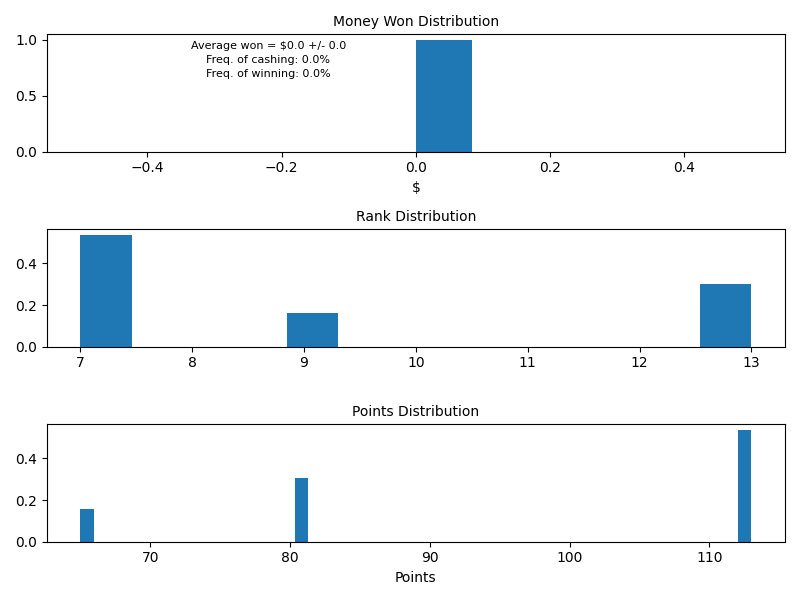 Money Won Distribution
1.0
0.5
0.0
Average won = $0.0 +/- 0.0
Freq. of cashing: 0.0%
Freq. of winning: 0.0%
−0.4 −0.2 0.0 0.2 0.4
$
Rank Distribution
0.4
0.2
0.0
7 8 9 10 11 12 13
Points Distribution
0.4
0.2
0.0
70 80 90 100 110
Points